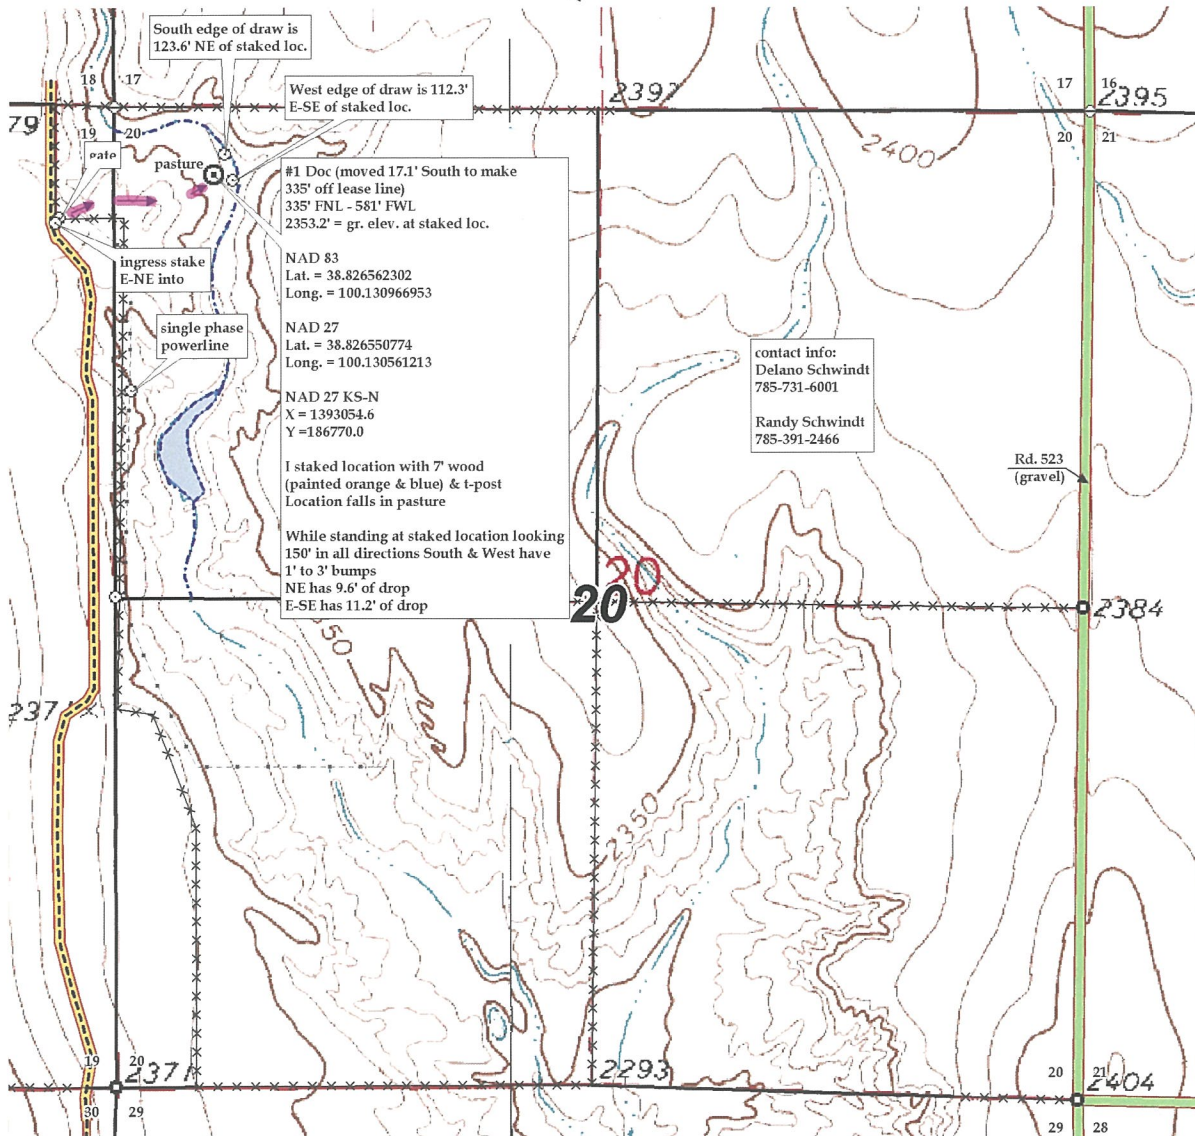 South edge of draw is
123.6' NE of staked loc.
18 17
West edge of draw is 112.3'
E-SE of staked loc.
17 16
2395
79
19 20
20 21
gate
pasture
2400
#1 Doc (moved 17.1' South to make
335' off lease line)
335' FNL - 581' FWL
2353.2' = gr. elev. at staked loc.
NAD 83
Lat. = 38.826562302
Long. = 100.130966953
NAD 27
Lat. = 38.826550774
Long. = 100.130561213
NAD 27 KS-N
X = 1393054.6
Y =186770.0
I staked location with 7' wood
(painted orange & blue) & t-post
Location falls in pasture
While standing at staked location looking
150' in all directions South & West have
1' to 3' bumps
NE has 9.6' of drop
E-SE has 11.2' of drop
ingress stake
E-NE into
single phase
powerline
contact info:
Delano Schwindt
785-731-6001
Randy Schwindt
785-391-2466
Rd. 523
(gravel)
20
20
2384
237
2350
19 20
2371
2293
20 21
2404
30 29
29 28